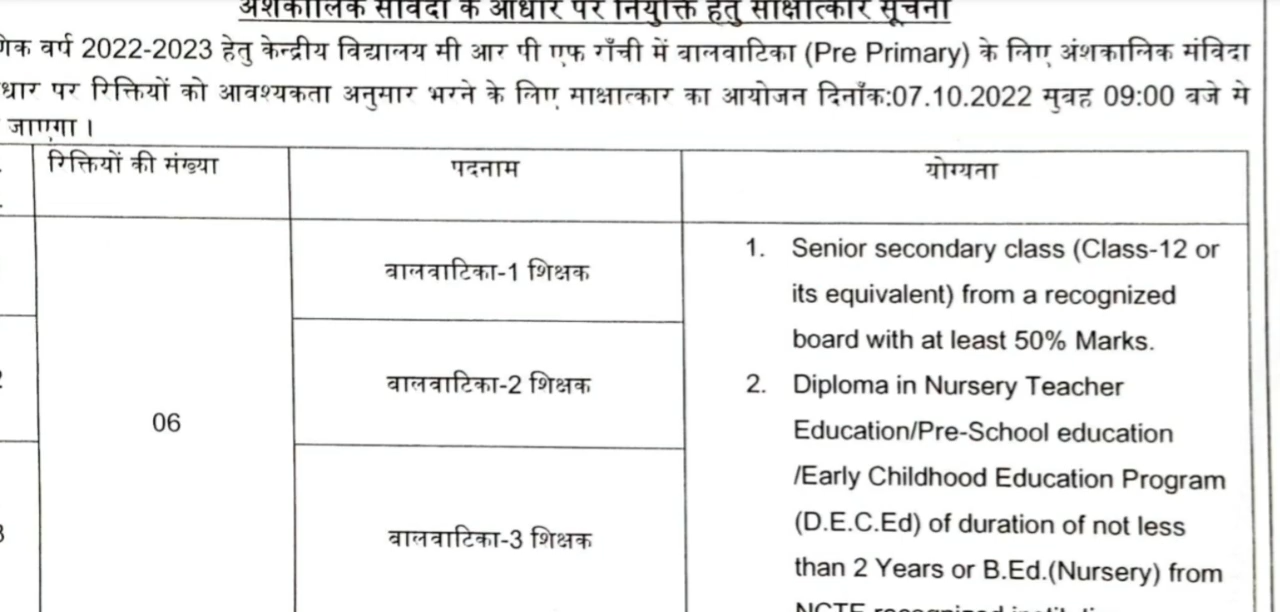 अंशकालिक संविदा के आधार पर नियुक्ति हेतु साक्षात्कार सूचना
वर्ष 2022-2023 हेतु केन्द्रीय विद्यालय सी आर पी एफ राँची में बालवाटिका (Pre Primary) के लिए अंशकालिक संविदा
धार पर रिक्तियों को आवश्यकता अनुसार भरने के लिए साक्षात्कार का आयोजन दिनाँक:07.10.2022 सुबह 09:00 बजे से
जाएगा ।
रिक्तियों की संख्या पदनाम योग्यता
06
बालवाटिका-1 शिक्षक
बालवाटिका-2 शिक्षक
बालवाटिका-3 शिक्षक
1. Senior secondary class (Class-12 or
its equivalent) from a recognized
board with at least 50% Marks.
2. Diploma in Nursery Teacher
Education/Pre-School education
/Early Childhood Education Program
(D.E.C.Ed) of duration of not less
than 2 Years or B.Ed.(Nursery) from
NCTE recognized